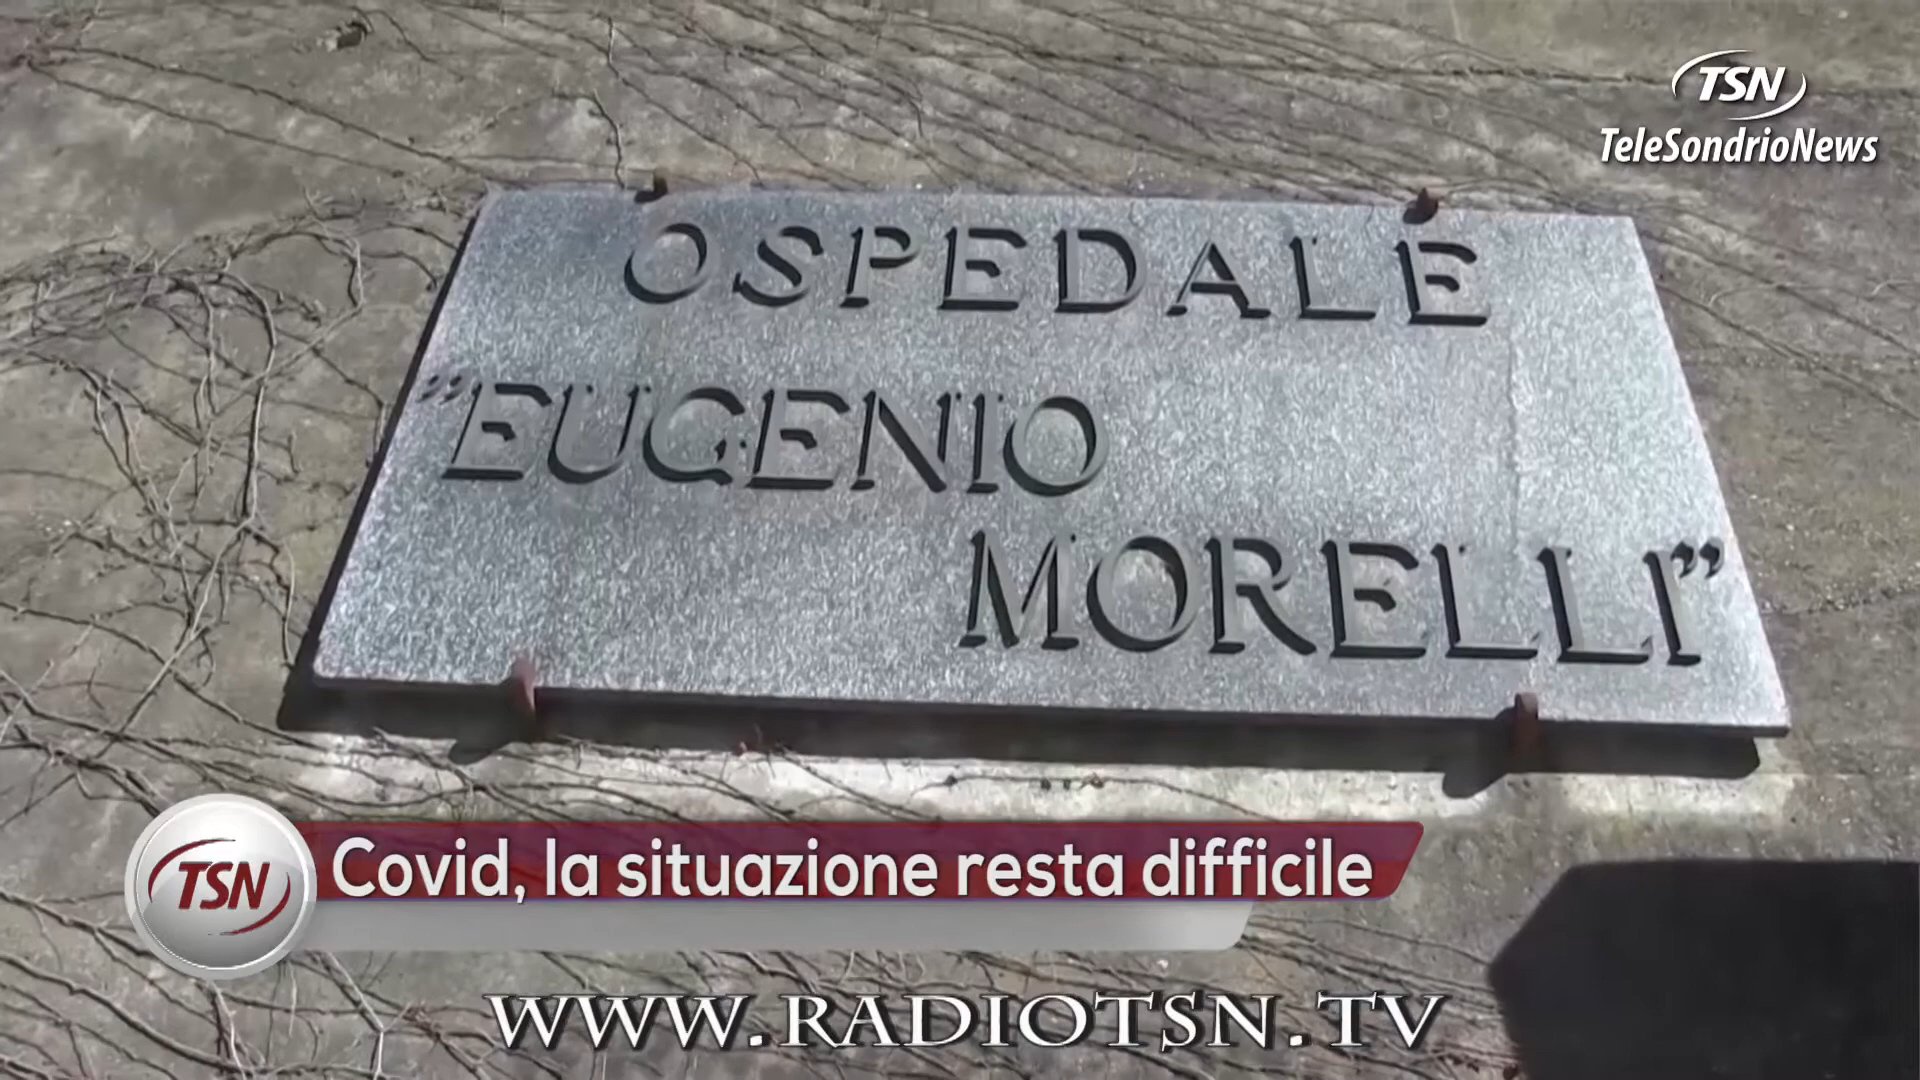 TSN
TeleSondrioNews
OSPEDALE
"EUGENIO
MORELLI"
TSN
Covid, la situazione resta difficile
WWW.RADIOTSN.TV